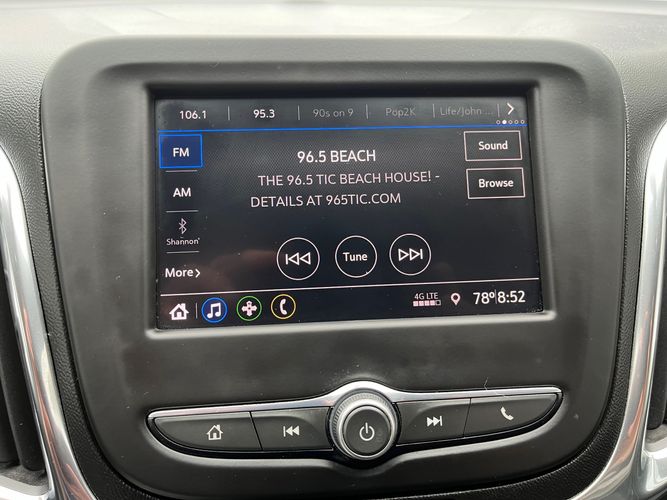 106.1 95.3 90s on 9 Pop2K Life/John ...
FM
96.5 BEACH
Sound
THE 96.5 TIC BEACH HOUSE! -
AM
Browse
DETAILS AT 965TIC.COM
Shannon'
Tune
More
4G LTE
78° 8:52